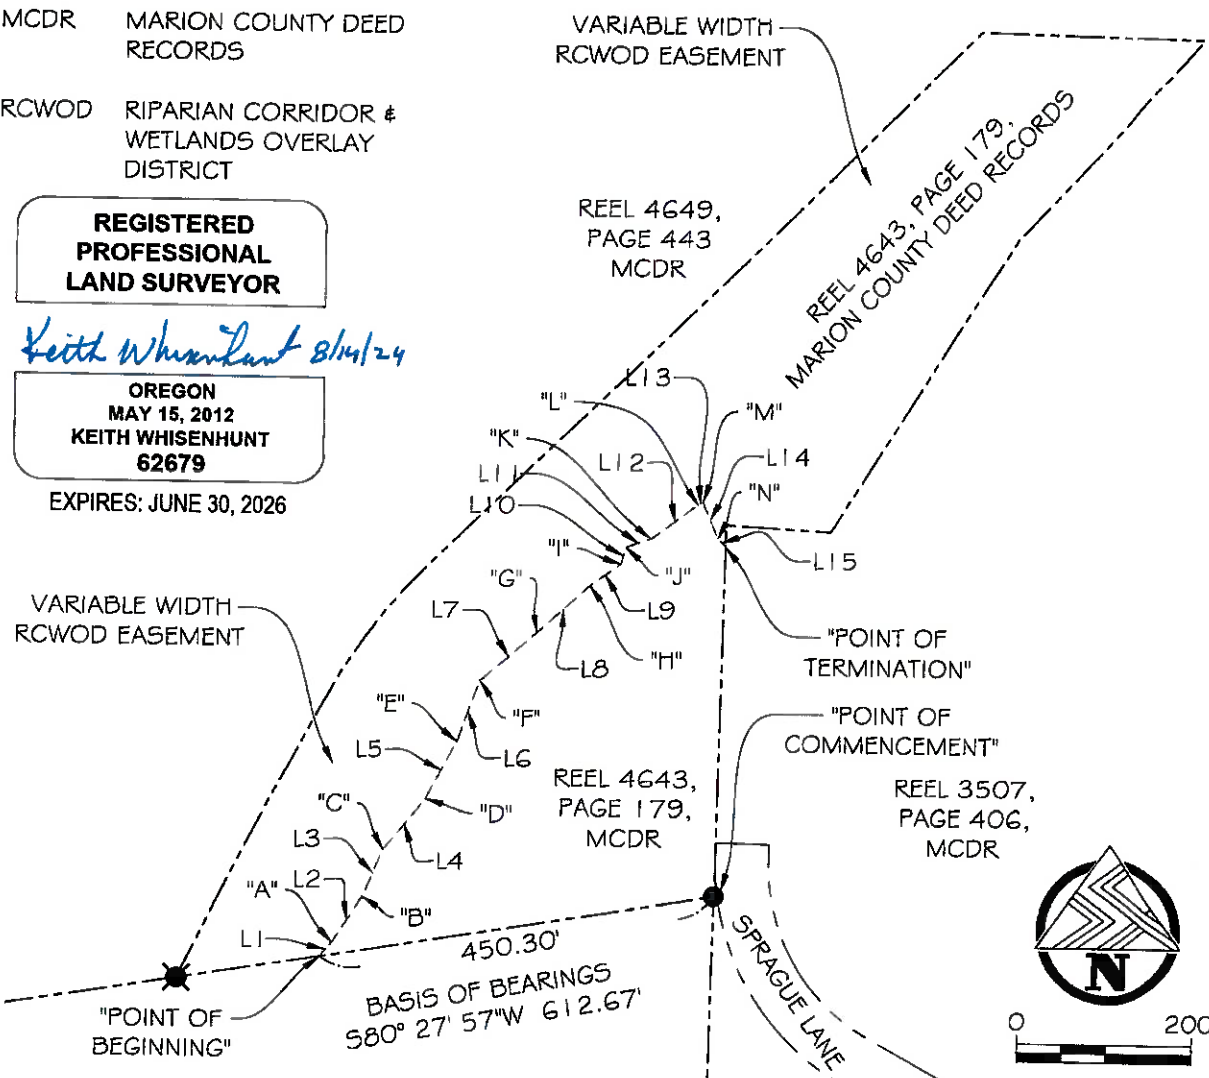 MCDR MARION COUNTY DEED
RECORDS
RCWOD RIPARIAN CORRIDOR &
WETLANDS OVERLAY
DISTRICT
REGISTERED
PROFESSIONAL
LAND SURVEYOR
Keith Whisenhunt 8/14/24
OREGON
MAY 15, 2012
KEITH WHISENHUNT
62679
EXPIRES: JUNE 30, 2026
VARIABLE WIDTH
RCWOD EASEMENT
REEL 4649,
PAGE 443
MCDR
REEL 4643, PAGE 179,
MARION COUNTY DEED RECORDS
L13
"L"
"M"
"K"
L12
L14
L11
"N"
L10
"I"
"J"
L15
"G"
L9
L7
VARIABLE WIDTH
RCWOD EASEMENT
L8
"H"
"POINT OF
TERMINATION"
"E"
"F"
"POINT OF
COMMENCEMENT"
L5
L6
REEL 4643,
PAGE 179,
MCDR
REEL 3507,
PAGE 406,
MCDR
"C"
"D"
L3
L4
"A"
L2
"B"
L1
450.30'
BASIS OF BEARINGS
S80° 27' 57"W 612.67'
SPRAGUE LANE
"POINT OF
BEGINNING"
N
0 200